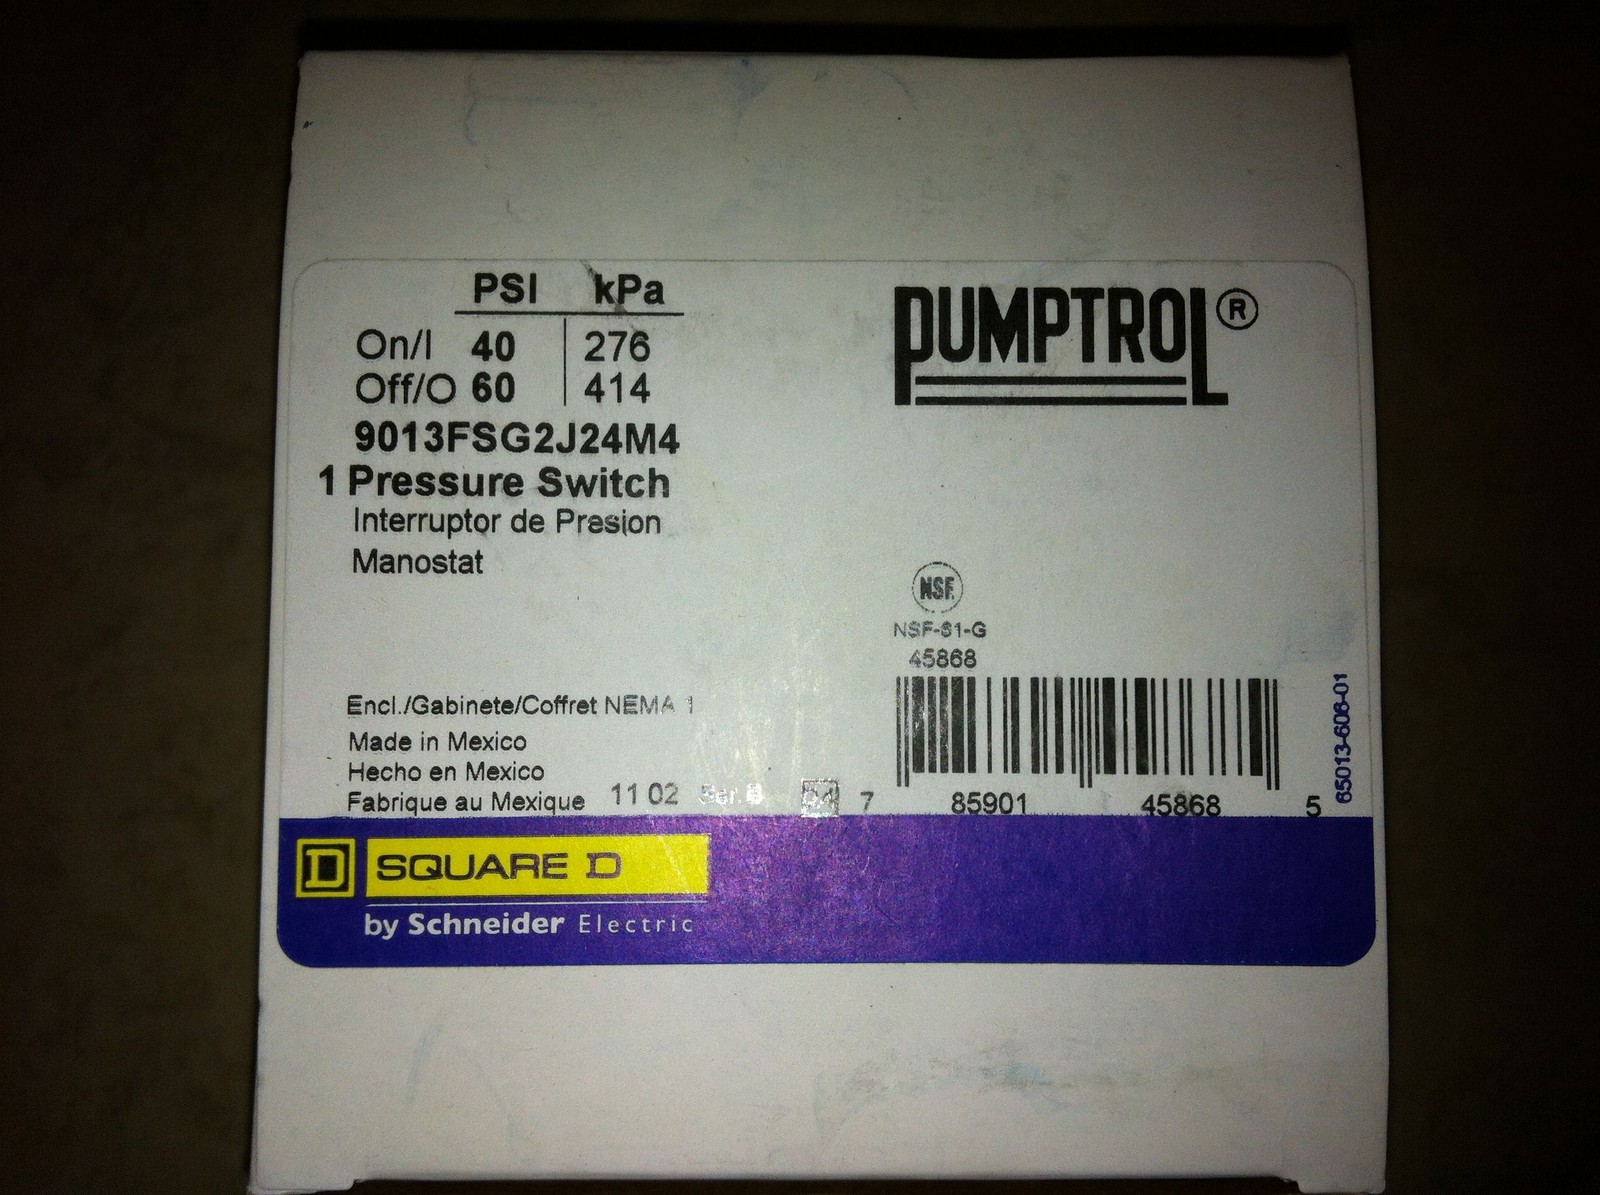 PSI kPa
On/I 40 276
Off/O 60 414
9013FSG2J24M4
1 Pressure Switch
Interruptor de Presion
Manostat
PUMPTROL®
NSF.
NSF-61-G
45868
Encl./Gabinete/Coffret NEMA 1
Made in Mexico
Hecho en Mexico
Fabrique au Mexique 11 02 Ser. B
7 85901 45868 5
65013-606-01
D SQUARE D
by Schneider Electric